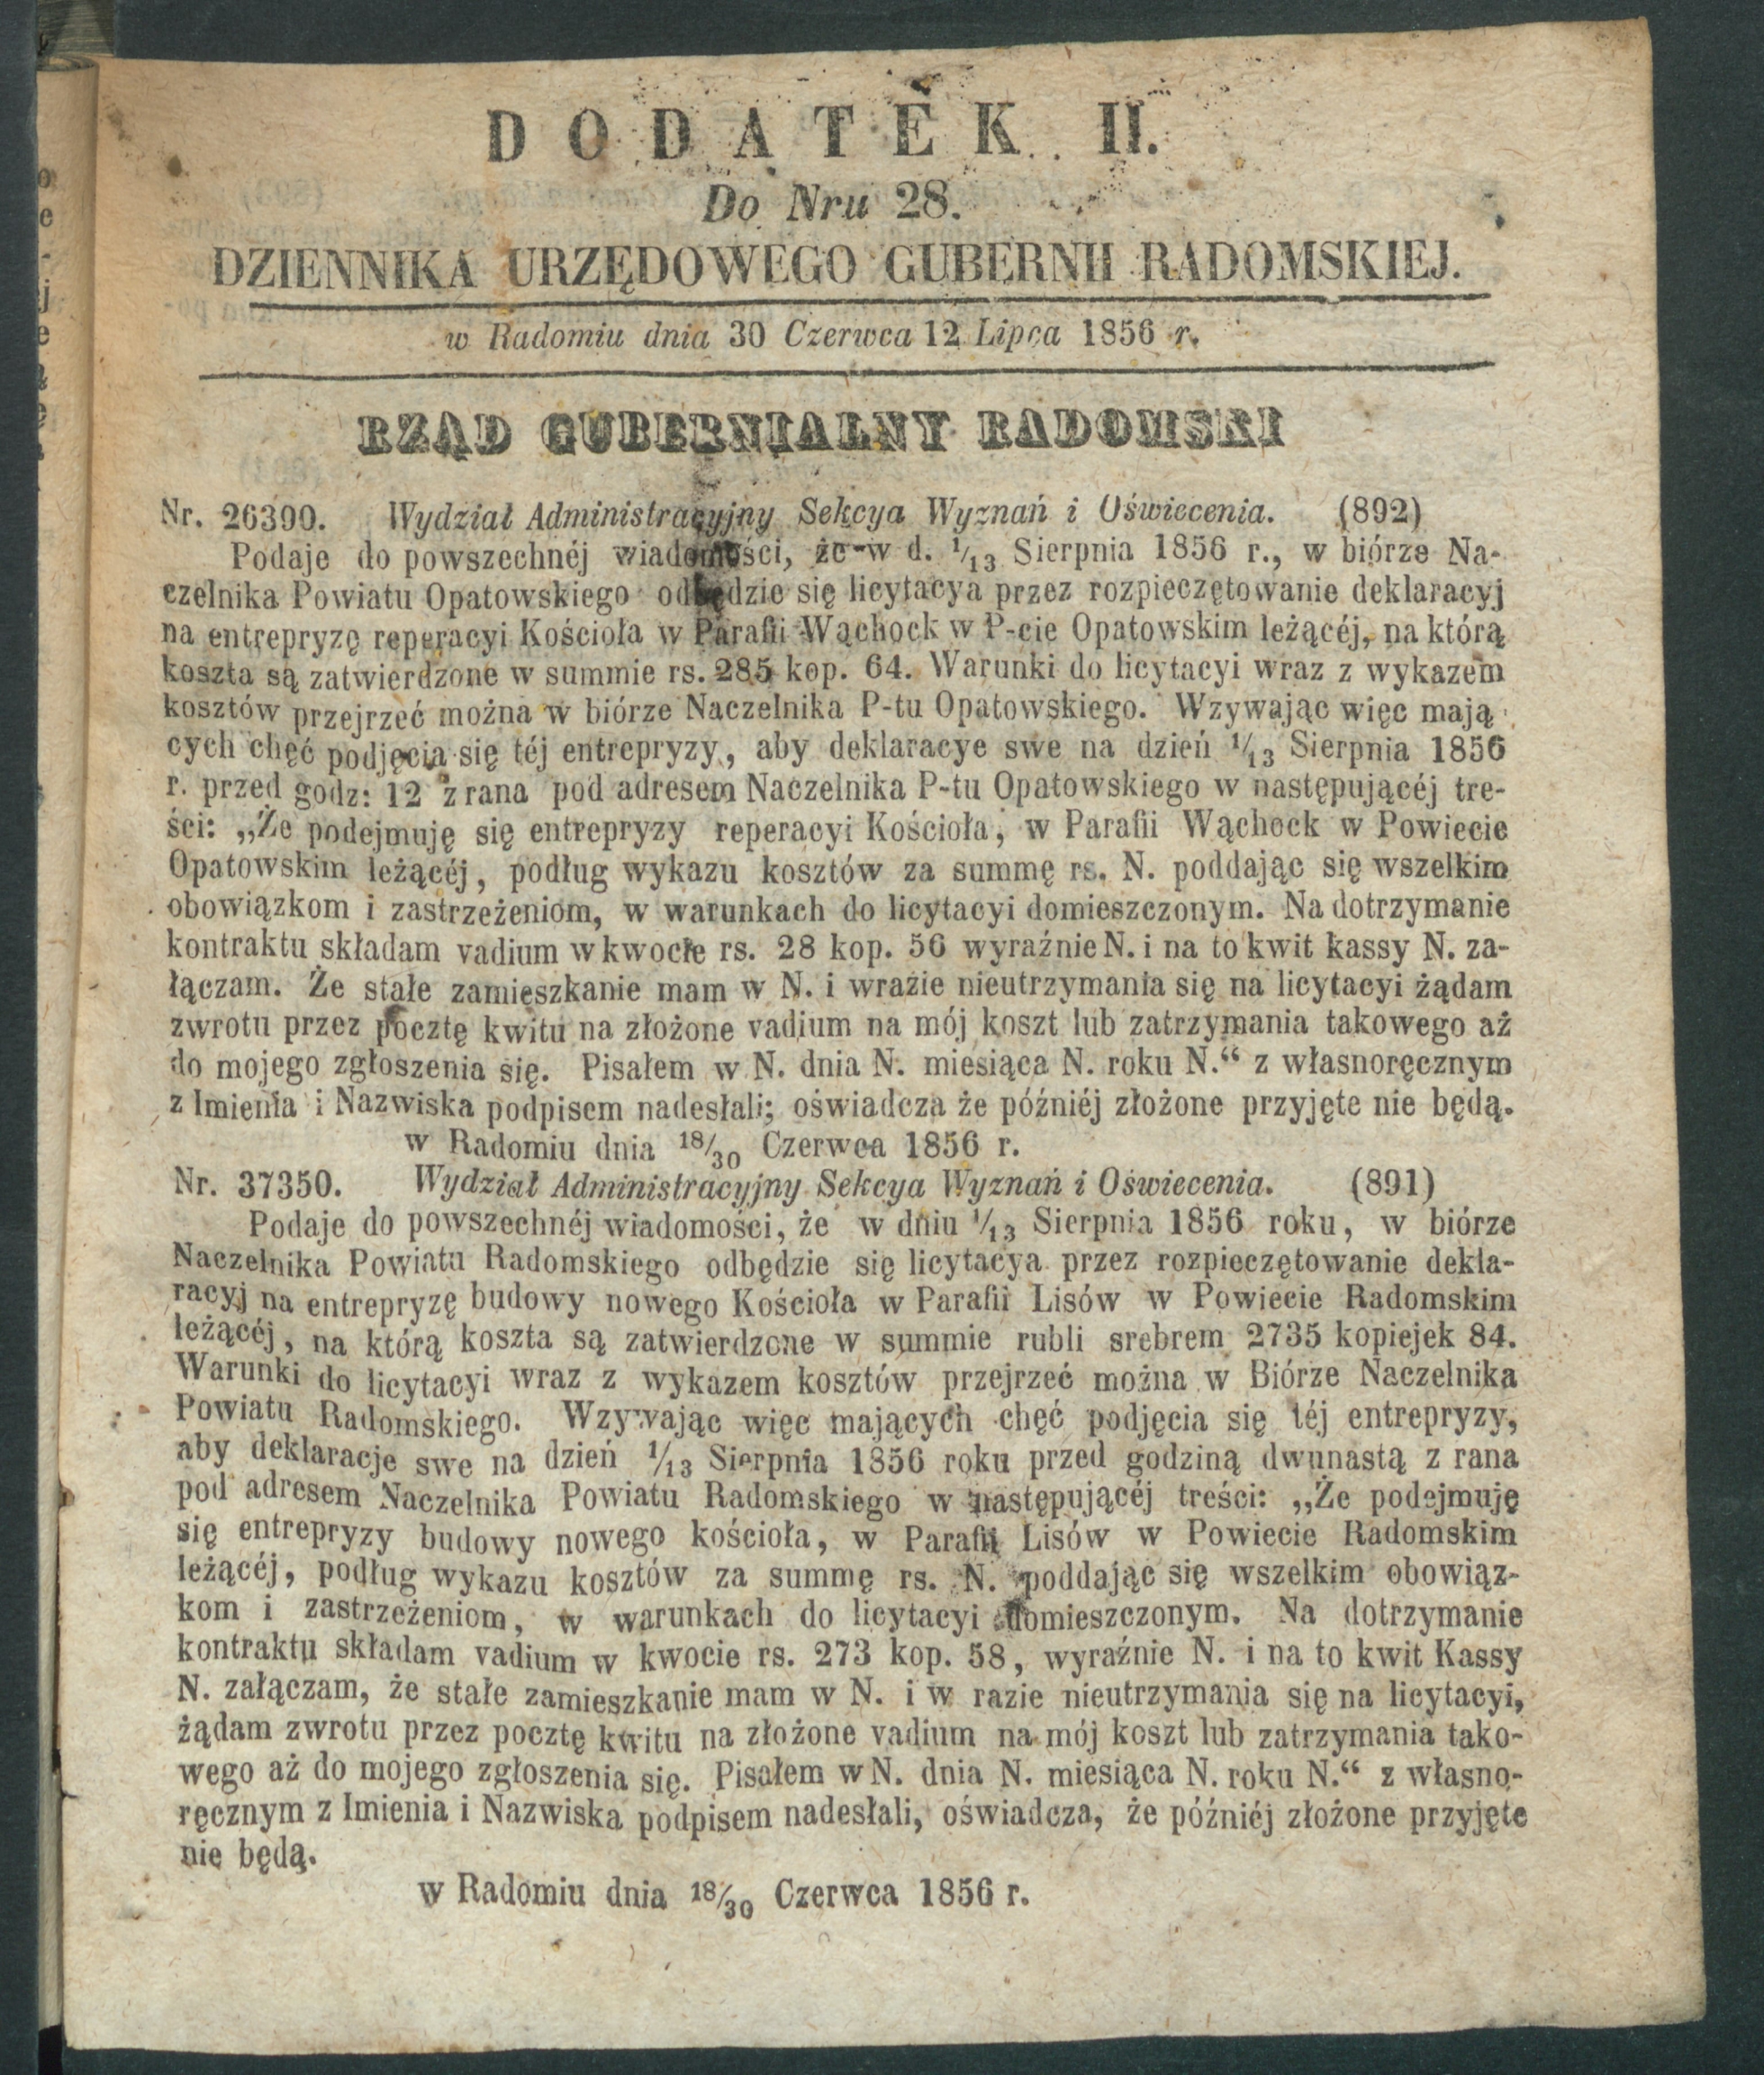 DODATEK II.
Do Nru 28.
DZIENNIKA URZĘDOWEGO GUBERNII RADOMSKIEJ.
w Radomiu dnia 30 Czerwca 12 Lipca 1856 r.
RZĄD GUBERNIALNY RADOMSKI
Nr. 26390. Wydział Administracyjny Sekcya Wyznań i Oświecenia. (892)
Podaje do powszechnéj wiadomości, że w d. 1/13 Sierpnia 1856 r., w biórze Na-
czelnika Powiatu Opatowskiego odbędzie się licytacya przez rozpieczętowanie deklaracyj
na entrepryzę reperacyi Kościoła w Parafii Wąchock w P-cie Opatowskim leżącéj, na którą
koszta są zatwierdzone w summie rs. 285 kop. 64. Warunki do licytacyi wraz z wykazem
kosztów przejrzeć można w biórze Naczelnika P-tu Opatowskiego. Wzywając więc mają
cych chęć podjęcia się téj entrepryzy, aby deklaracye swe na dzień 1/13 Sierpnia 1856
r. przed godz: 12 z rana pod adresem Naczelnika P-tu Opatowskiego w następującéj tre-
ści: „Że podejmuję się entrepryzy reperacyi Kościoła, w Parafii Wąchock w Powiecie
Opatowskim leżącéj, podług wykazu kosztów za summę rs. N. poddając się wszelkim
obowiązkom i zastrzeżeniom, w warunkach do licytacyi domieszczonym. Na dotrzymanie
kontraktu składam vadium w kwocie rs. 28 kop. 56 wyraźnie N. i na to kwit kassy N. za-
łączam. Że stałe zamieszkanie mam w N. i wrazie nieutrzymania się na licytacyi żądam
zwrotu przez pocztę kwitu na złożone vadium na mój koszt lub zatrzymania takowego aż
do mojego zgłoszenia się. Pisałem w N. dnia N. miesiąca N. roku N.“ z własnoręcznym
z Imienia i Nazwiska podpisem nadesłali; oświadcza że późniéj złożone przyjęte nie będą.
w Radomiu dnia 18/30 Czerwca 1856 r.
Nr. 37350. Wydział Administracyjny Sekcya Wyznań i Oświecenia. (891)
Podaje do powszechnéj wiadomości, że w dniu 1/13 Sierpnia 1856 roku, w biórze
Naczelnika Powiatu Radomskiego odbędzie się licytacya przez rozpieczętowanie dekla-
racyj na entrepryzę budowy nowego Kościoła w Parafii Lisów w Powiecie Radomskim
leżącéj, na którą koszta są zatwierdzone w summie rubli srebrem 2735 kopiejek 84.
Warunki do licytacyi wraz z wykazem kosztów przejrzeć można w Biórze Naczelnika
Powiatu Radomskiego. Wzywając więc mających chęć podjęcia się téj entrepryzy,
aby deklaracje swe na dzień 1/13 Sierpnia 1856 roku przed godziną dwunastą z rana
pod adresem Naczelnika Powiatu Radomskiego w następującéj treści: „Że podejmuję
się entrepryzy budowy nowego kościoła, w Parafii Lisów w Powiecie Radomskim
leżącéj, podług wykazu kosztów za summę rs. N. poddając się wszelkim obowiąz-
kom i zastrzeżeniom, w warunkach do licytacyi domieszczonym. Na dotrzymanie
kontraktu składam vadium w kwocie rs. 273 kop. 58, wyraźnie N. i na to kwit Kassy
N. załączam, że stałe zamieszkanie mam w N. i w razie nieutrzymania się na licytacyi,
żądam zwrotu przez pocztę kwitu na złożone vadium na mój koszt lub zatrzymania tako-
wego aż do mojego zgłoszenia się. Pisałem w N. dnia N. miesiąca N. roku N.“ z własno-
ręcznym z Imienia i Nazwiska podpisem nadesłali, oświadcza, że późniéj złożone przyjęte
nie będą.
w Radomiu dnia 18/30 Czerwca 1856 r.